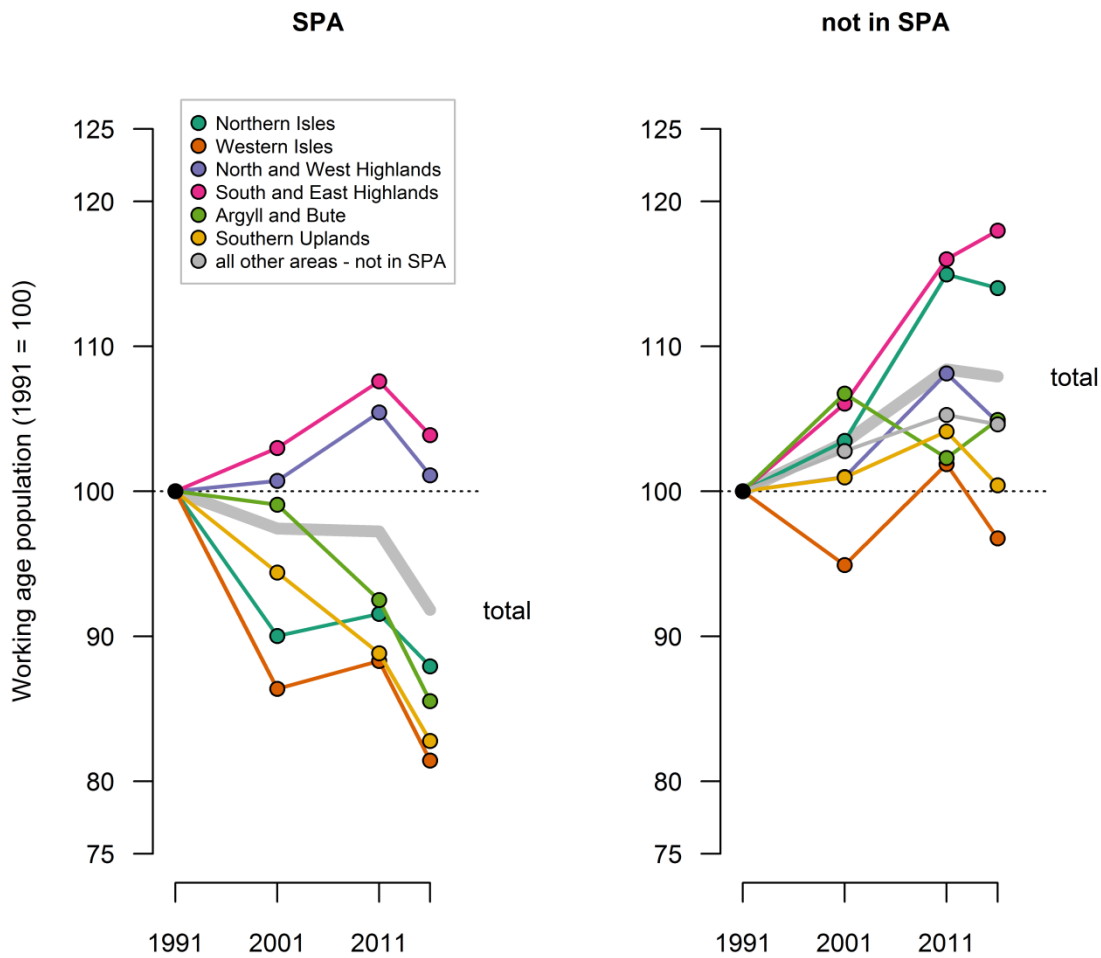 SPA
not in SPA
Northern Isles
Western Isles
North and West Highlands
South and East Highlands
Argyll and Bute
Southern Uplands
all other areas - not in SPA
Working age population (1991 = 100)
125
120
110
100
90
80
75
total
1991
2001
2011
125
120
110
100
90
80
75
total
1991
2001
2011